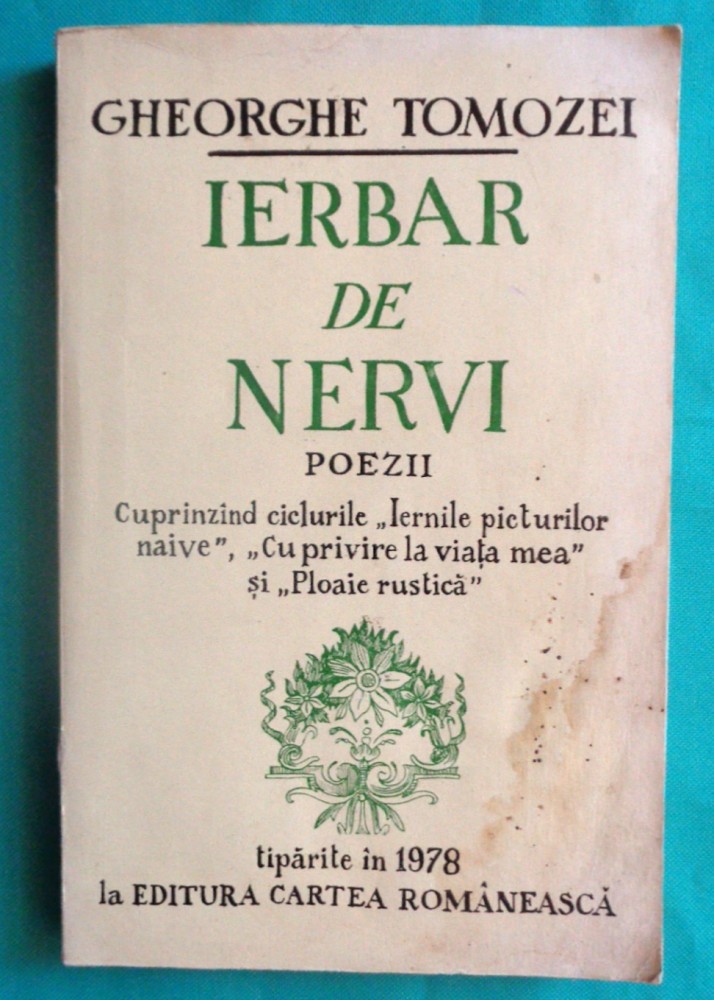 GHEORGHE TOMOZEI
IERBAR
DE
NERVI
POEZII
Cuprinzînd ciclurile „Iernile picturilor
naive”, „Cu privire la viața mea”
și „Ploaie rustică”
tipărite în 1978
la EDITURA CARTEA ROMÂNEASCĂ